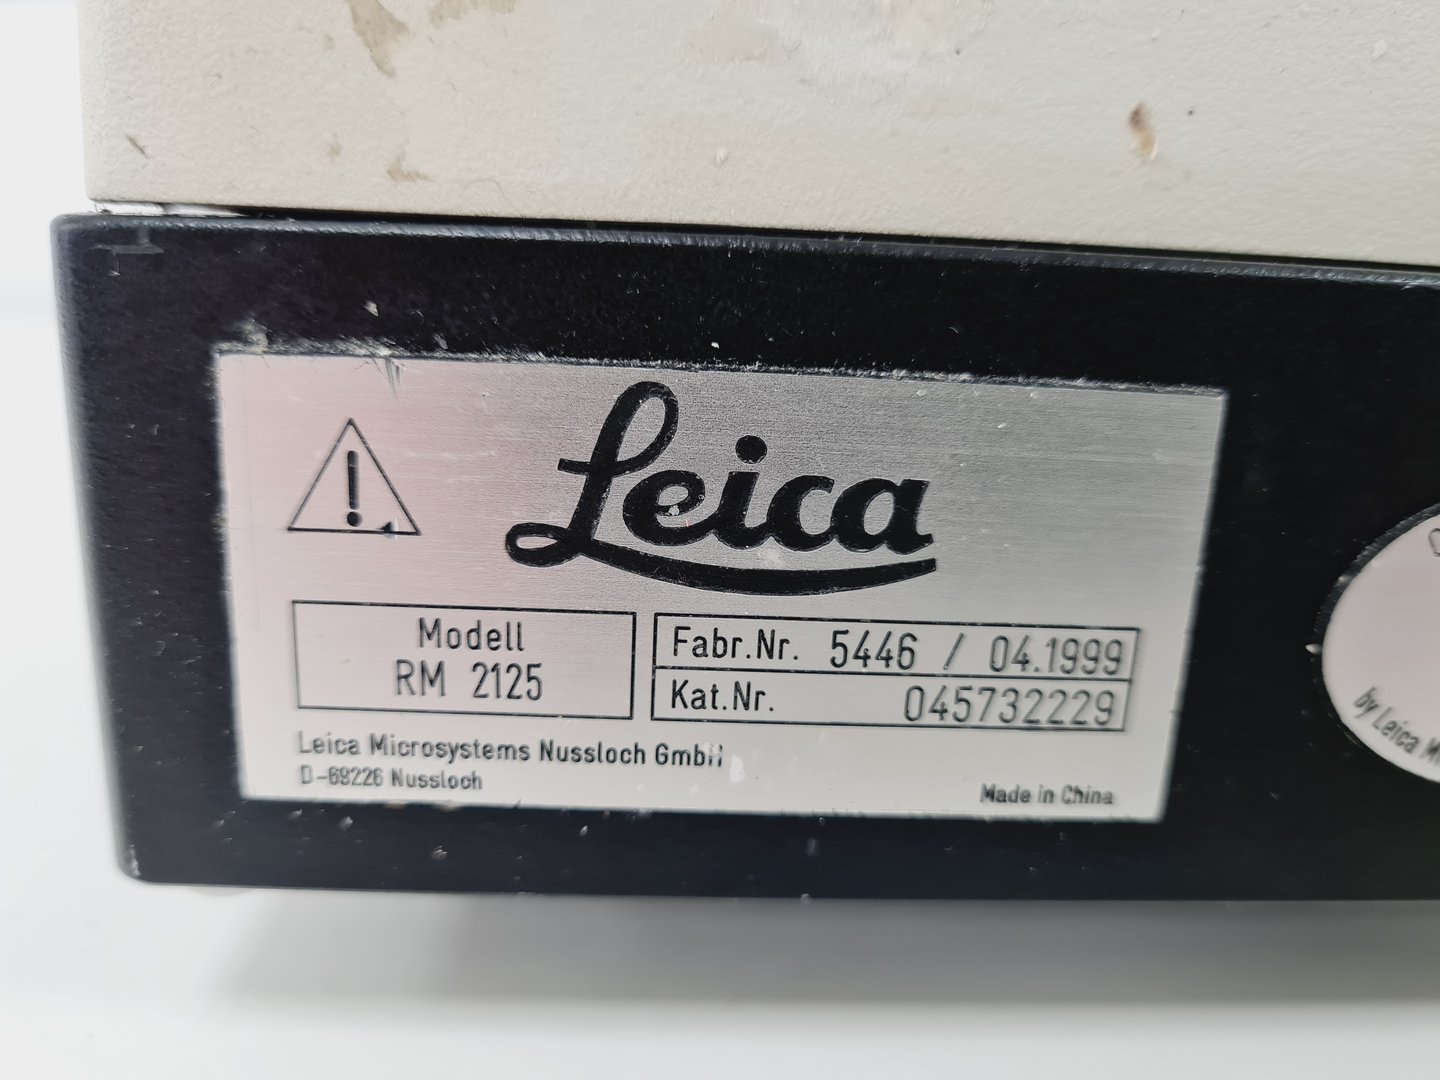 Leica
Modell
RM 2125
Fabr.Nr. 5446 / 04.1999
Kat.Nr. 045732229
Leica Microsystems Nussloch GmbH
D-69226 Nussloch
Made in China
by Leica